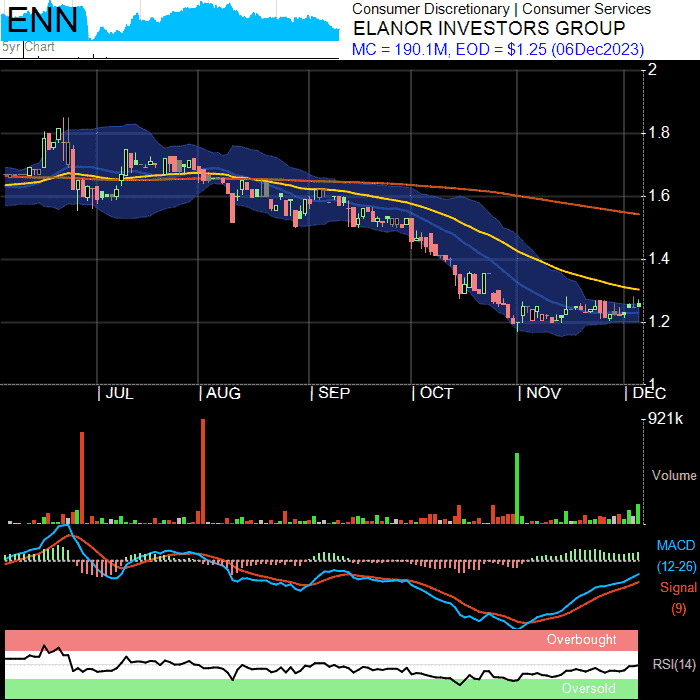 ENN
5yr Chart
Consumer Discretionary | Consumer Services
ELANOR INVESTORS GROUP
MC = 190.1M, EOD = $1.25 (06Dec2023)
2
1.8
1.6
1.4
1.2
1
JUL
AUG
SEP
OCT
NOV
DEC
921k
Volume
MACD
(12-26)
Signal
(9)
Overbought
RSI(14)
Oversold